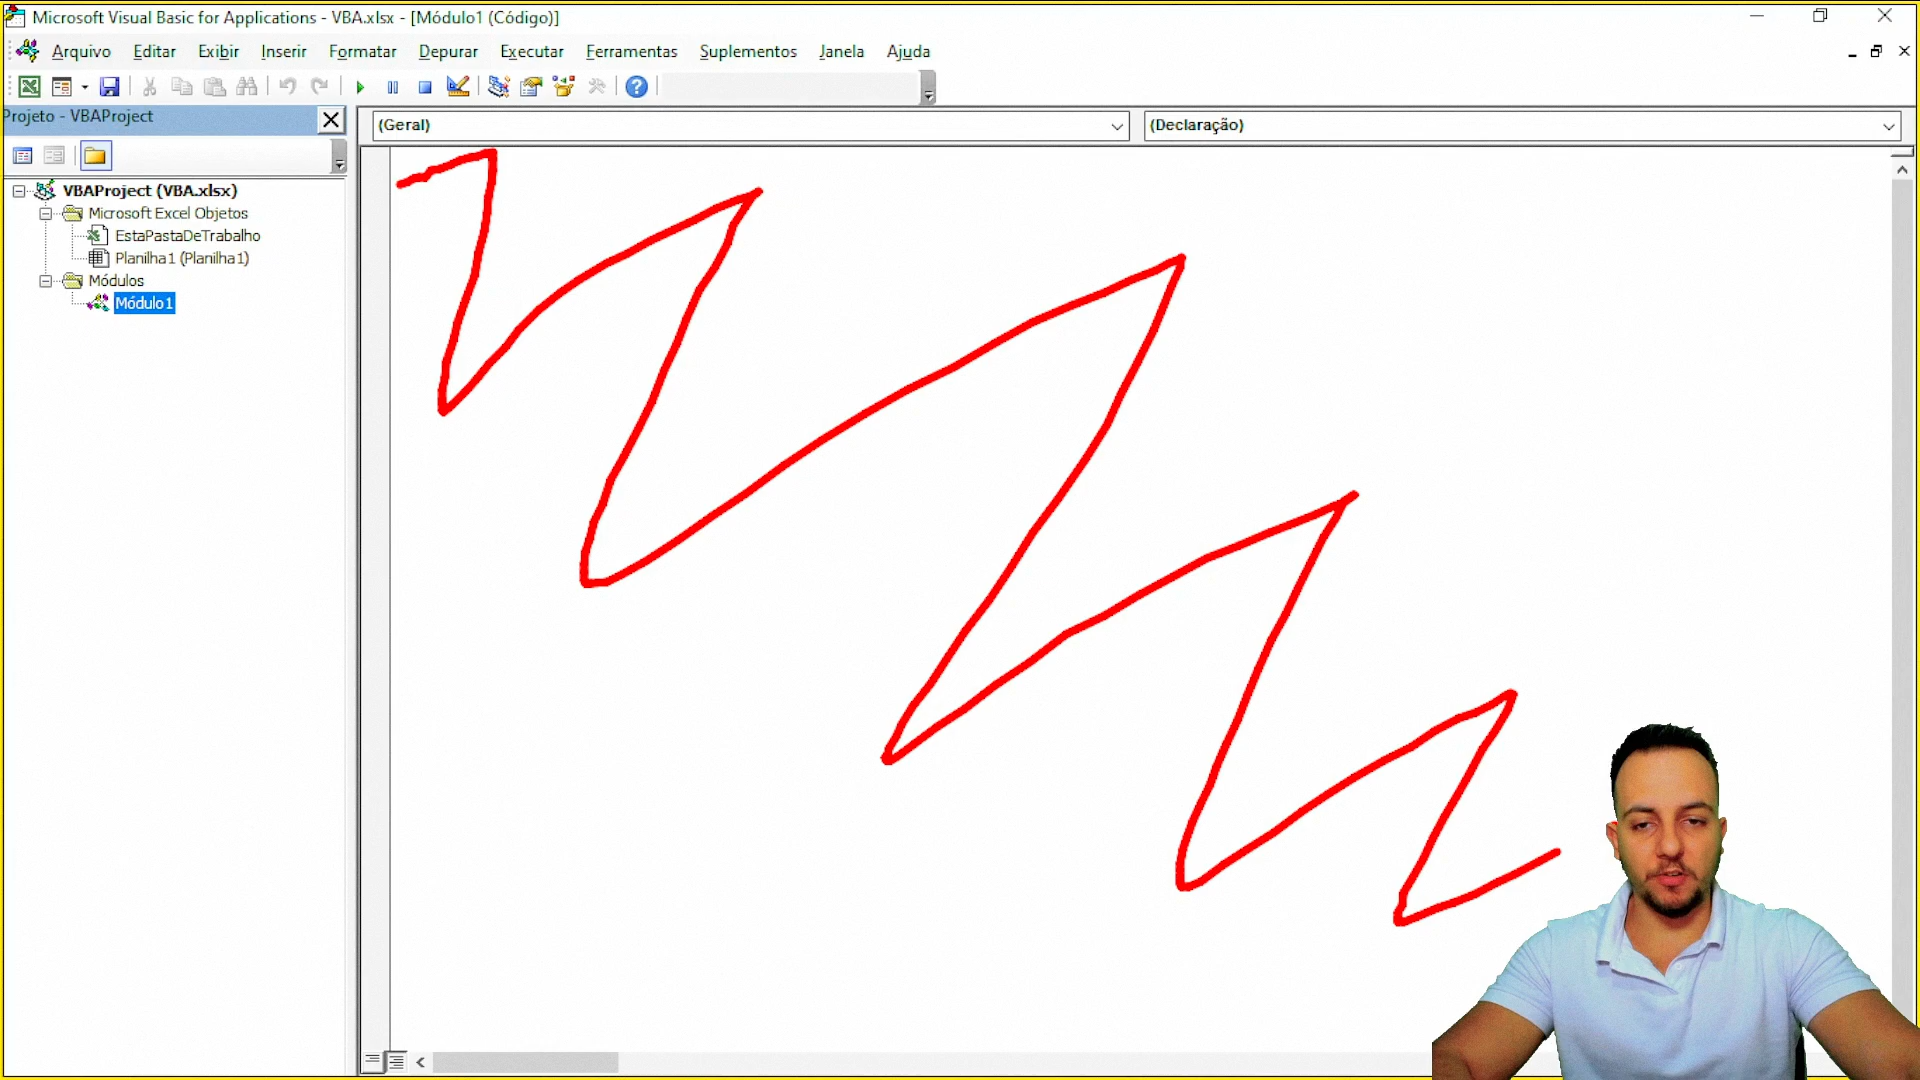 Microsoft Visual Basic for Applications - VBA.xlsx - [Módulo1 (Código)]
Arquivo Editar Exibir Inserir Formatar Depurar Executar Ferramentas Suplementos Janela Ajuda
Projeto - VBAProject
(Geral) (Declaração)
VBAProject (VBA.xlsx)
Microsoft Excel Objetos
EstaPastaDeTrabalho
Planilha1 (Planilha1)
Módulos
Módulo1